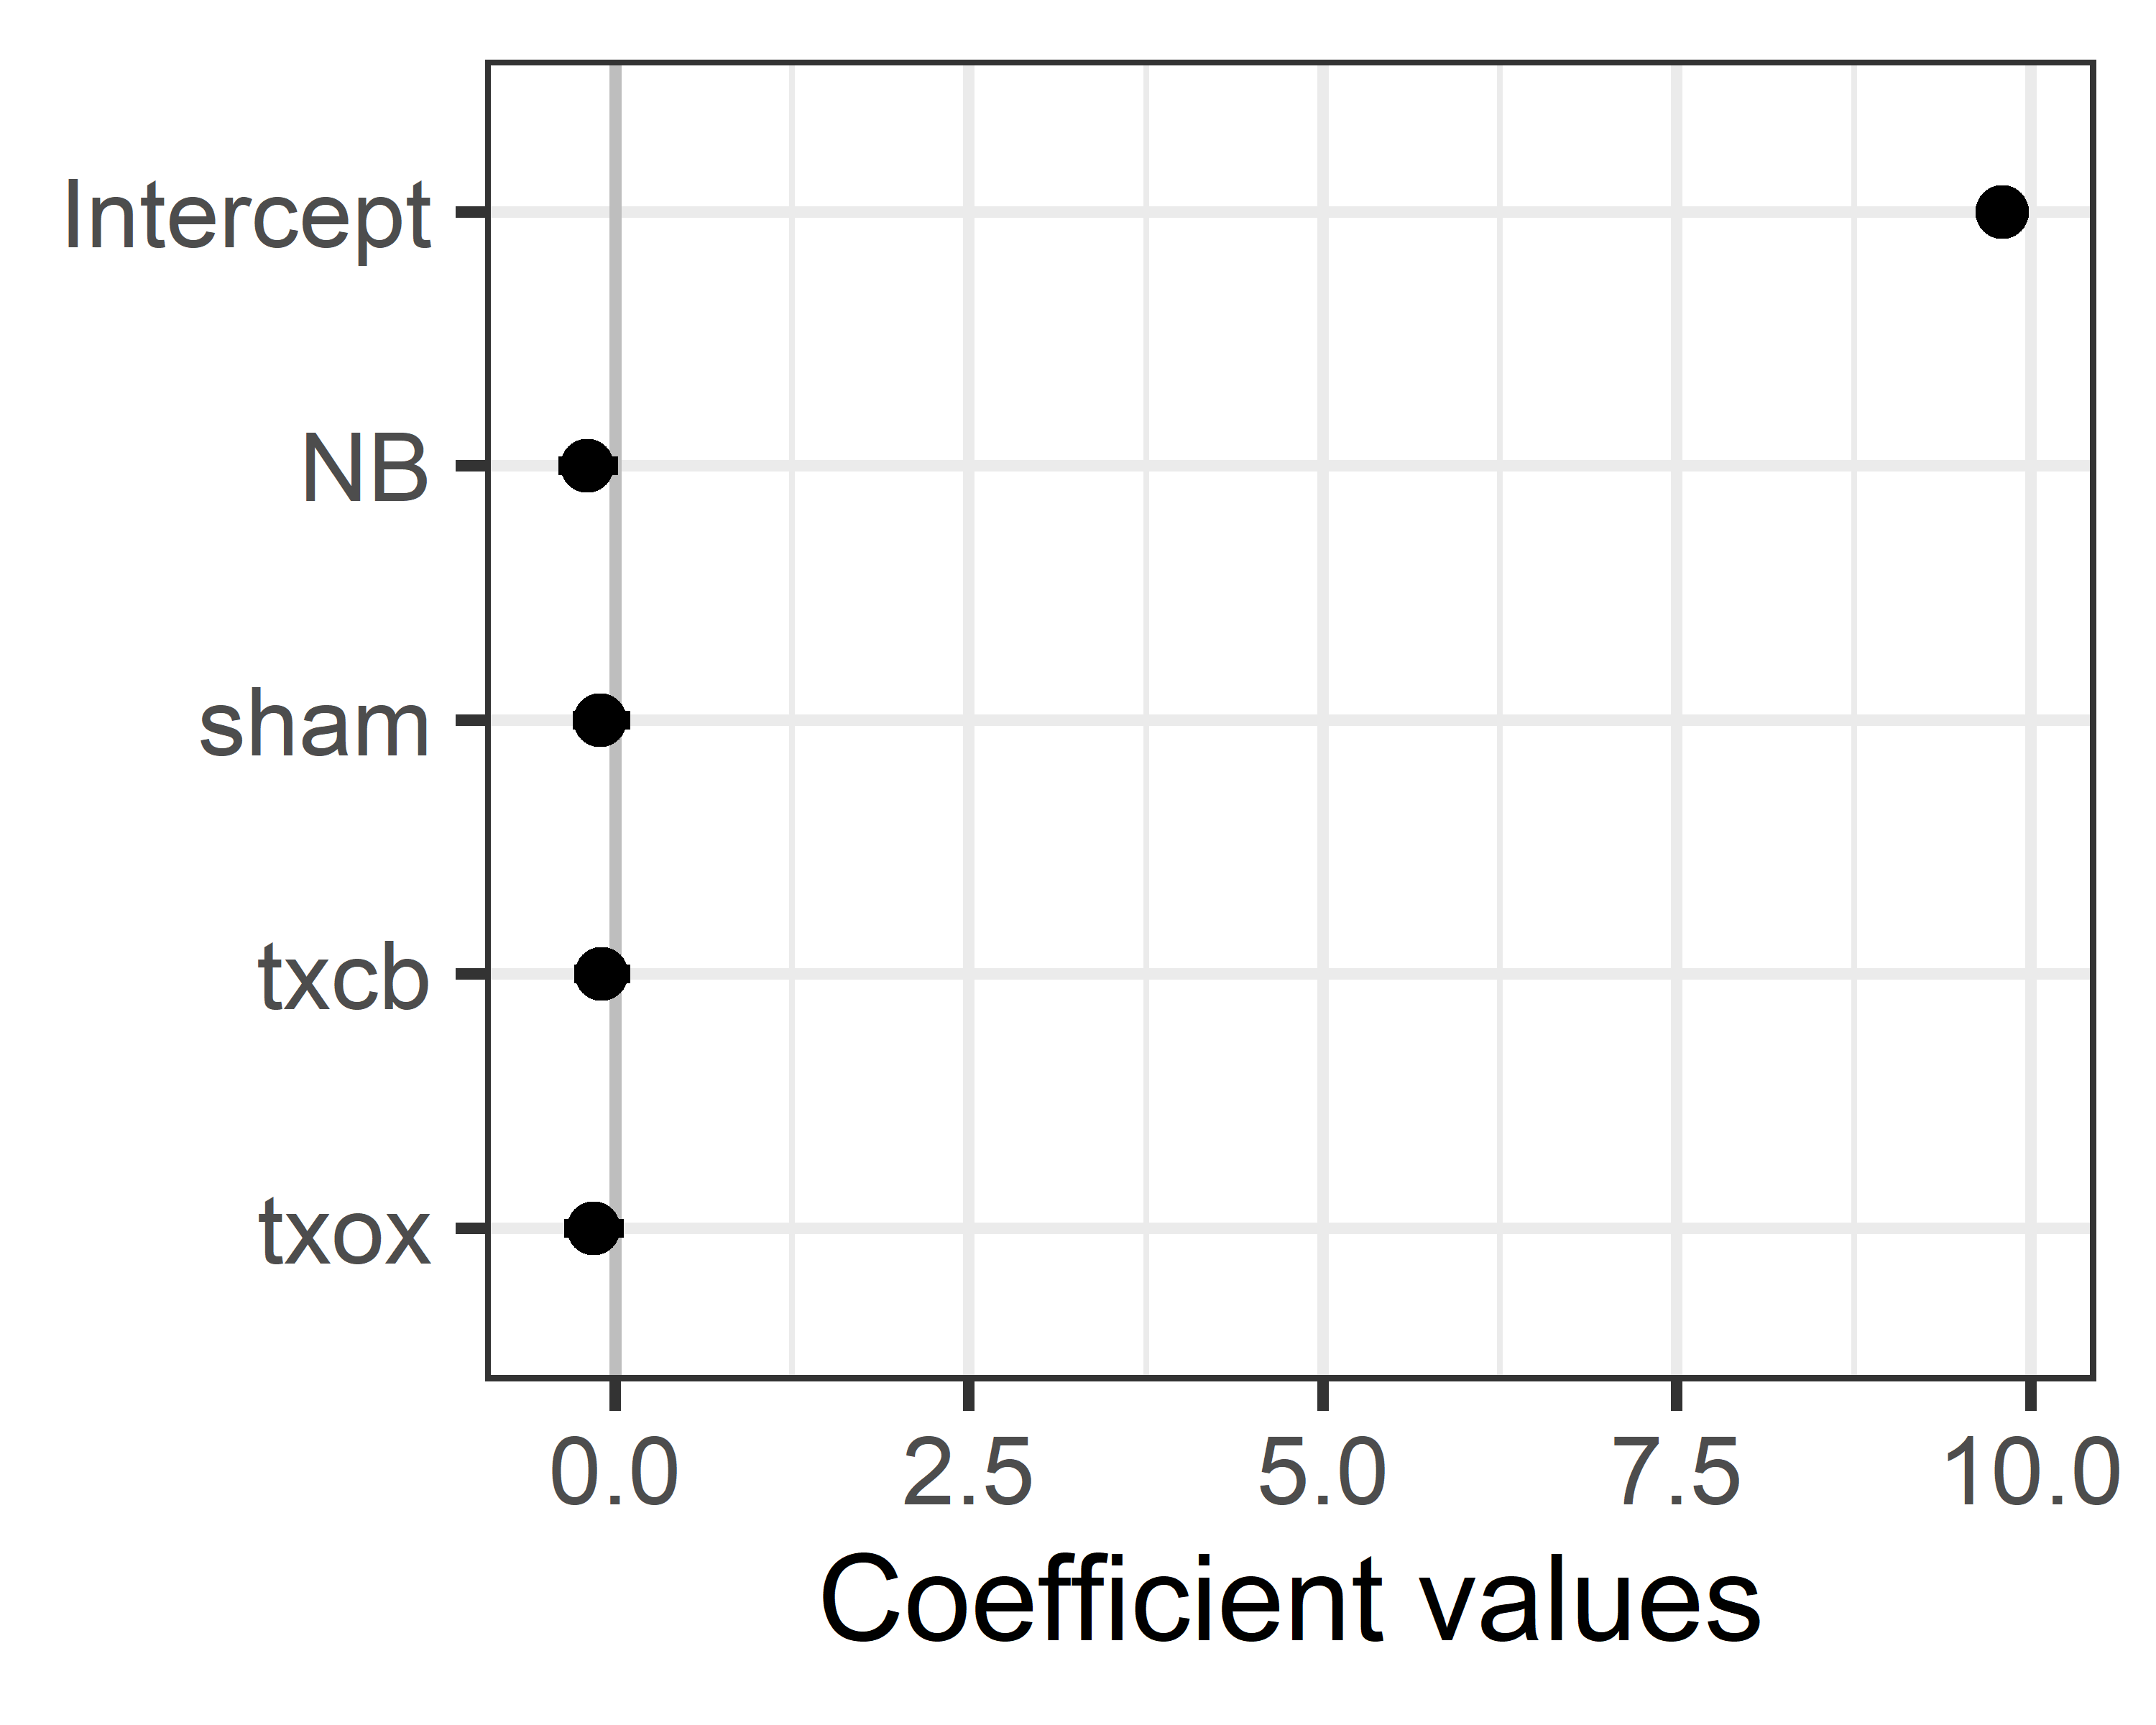 Intercept
NB
sham
txcb
txox
0.0 2.5 5.0 7.5 10.0
Coefficient values